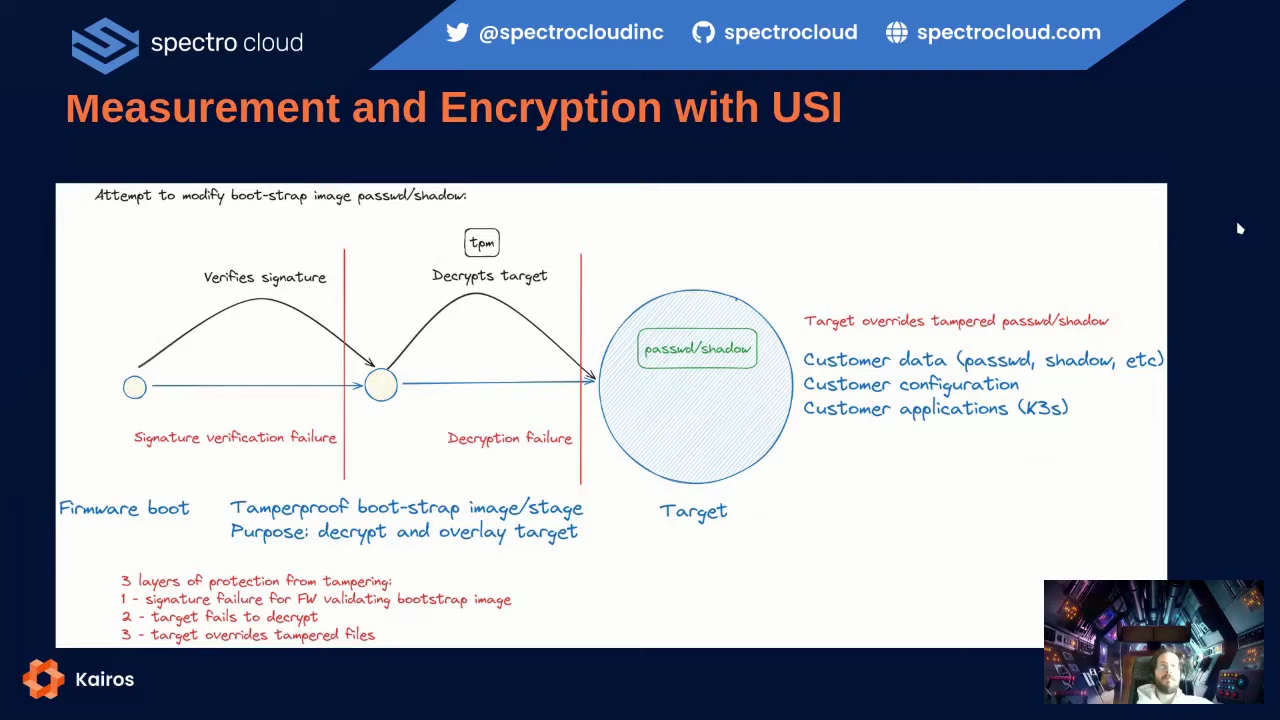 spectro cloud
@spectrocloudinc
spectrocloud
spectrocloud.com
Measurement and Encryption with USI
Attempt to modify boot-strap image passwd/shadow:
tpm
Verifies signature
Decrypts target
passwd/shadow
Target overrides tampered passwd/shadow
Customer data (passwd, shadow, etc)
Customer configuration
Customer applications (K3s)
Signature verification failure
Decryption failure
Firmware boot
Tamperproof boot-strap image/stage
Purpose: decrypt and overlay target
Target
3 layers of protection from tampering:
1 - signature failure for FW validating bootstrap image
2 - target fails to decrypt
3 - target overrides tampered files
Kairos